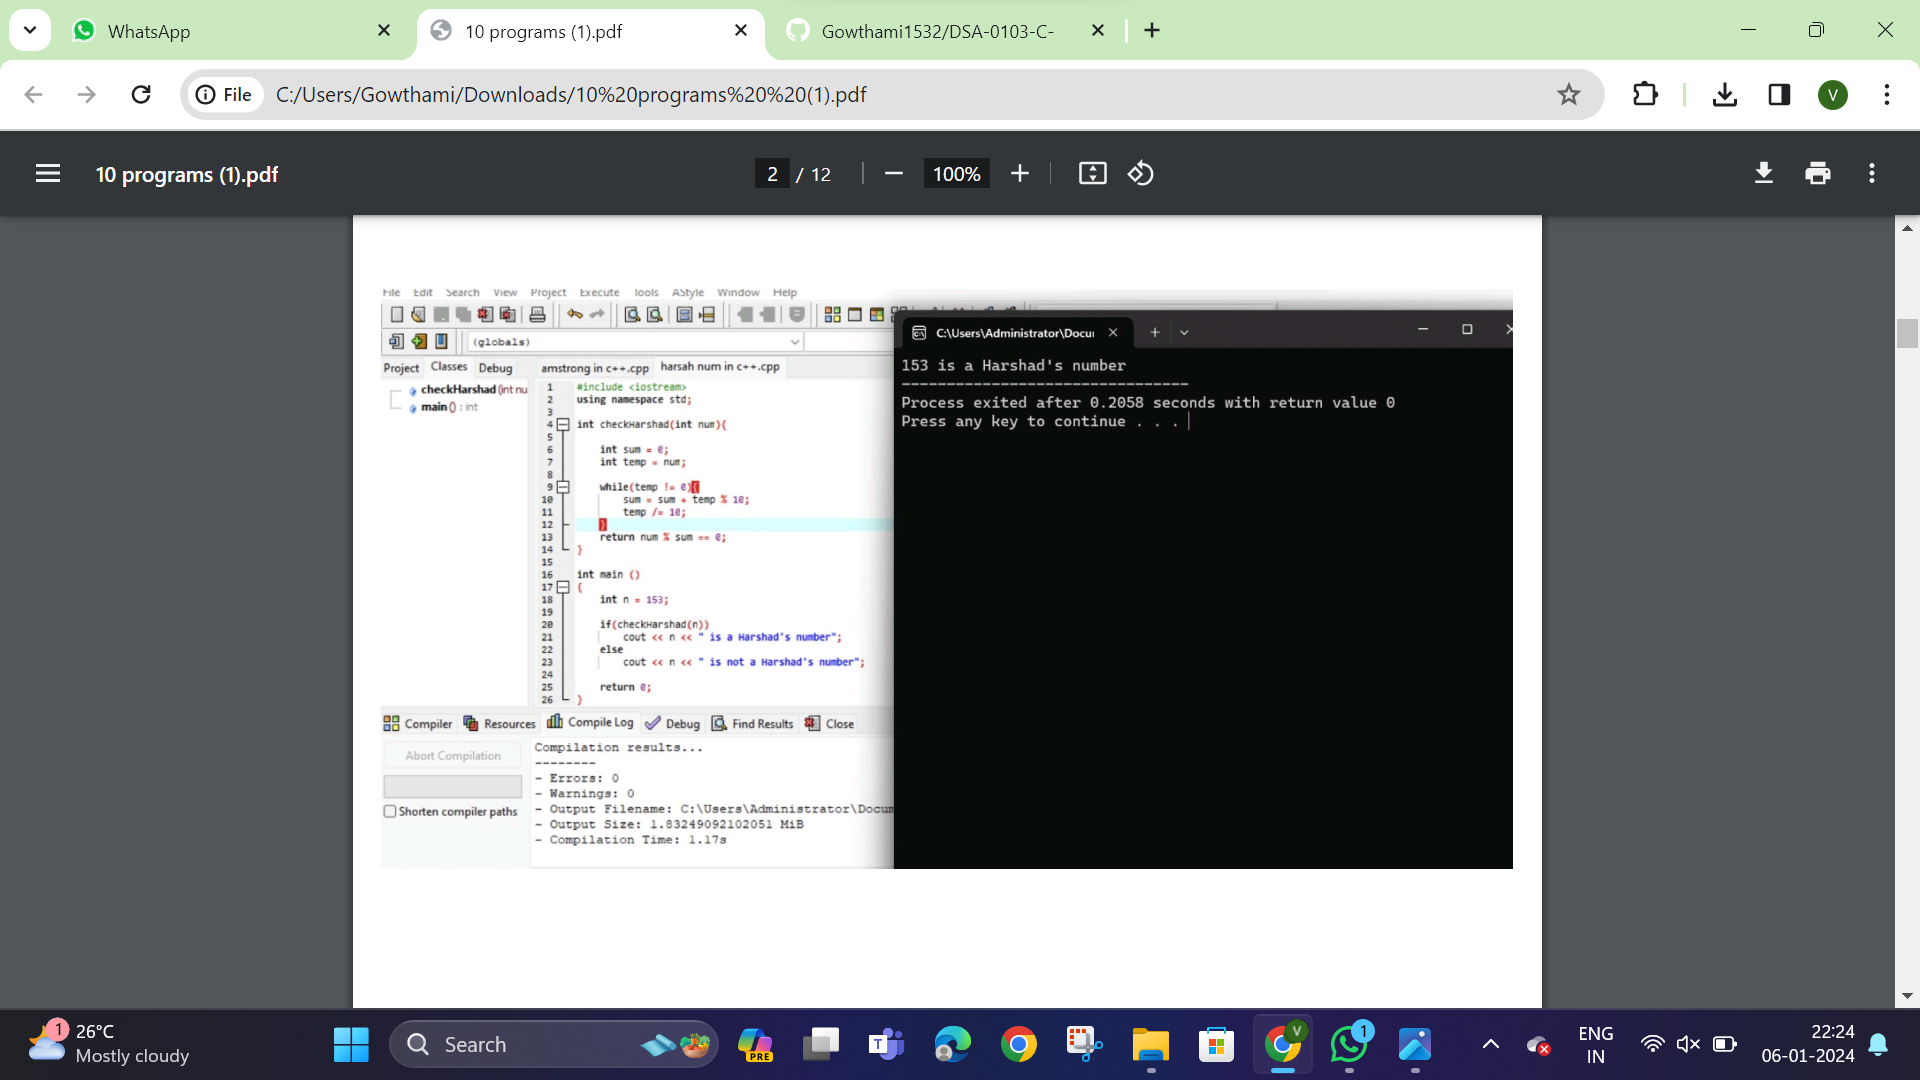 WhatsApp
10 programs (1).pdf
Gowthami1532/DSA-0103-C-
File
C:/Users/Gowthami/Downloads/10%20programs%20%20(1).pdf
V
10 programs (1).pdf
2 / 12
100%
File Edit Search View Project Execute Tools AStyle Window Help
(globals)
Project Classes Debug
amstrong in c++.cpp harsah num in c++.cpp
checkHarshad (int nu
main () : int
1 #include <iostream>
2 using namespace std;
3
4 int checkHarshad(int num){
5
6 int sum = 0;
7 int temp = num;
8
9 while(temp != 0){
10 sum = sum + temp % 10;
11 temp /= 10;
12 }
13 return num % sum == 0;
14 }
15
16 int main ()
17 {
18 int n = 153;
19
20 if(checkHarshad(n))
21 cout << n << " is a Harshad's number";
22 else
23 cout << n << " is not a Harshad's number";
24
25 return 0;
26 }
C:\Users\Administrator\Docu
153 is a Harshad's number
--------------------------------
Process exited after 0.2058 seconds with return value 0
Press any key to continue . . .
Compiler Resources Compile Log Debug Find Results Close
Abort Compilation
Shorten compiler paths
Compilation results...
--------
- Errors: 0
- Warnings: 0
- Output Filename: C:\Users\Administrator\Docum
- Output Size: 1.83249092102051 MiB
- Compilation Time: 1.17s
1
26°C
Mostly cloudy
Search
PRE
T
V
1
ENG
IN
22:24
06-01-2024